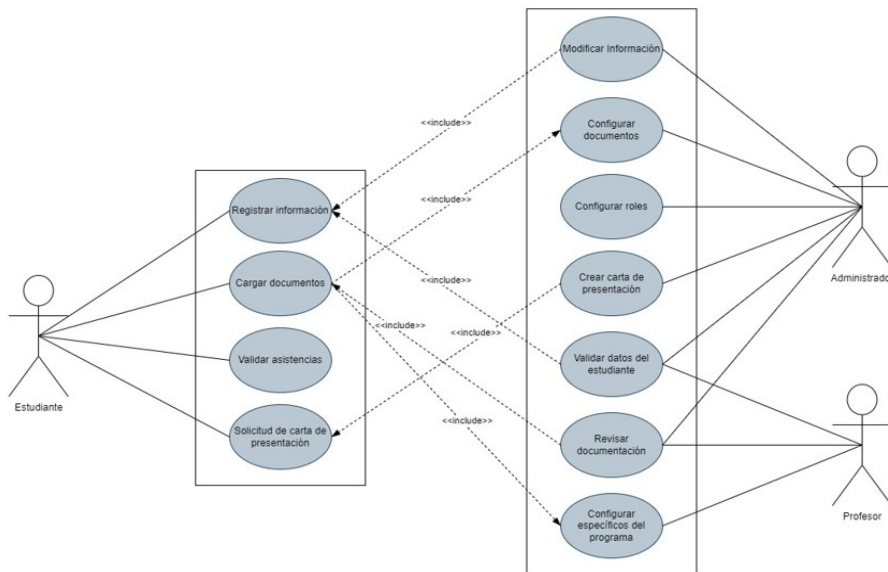 Modificar Información
<<include>>
Configurar
documentos
<<include>>
Registrar información
<<include>>
Configurar roles
Cargar documentos
Crear carta de
presentación
Administrado
<<include>>
<<include>>
Validar asistencias
Validar datos del
estudiante
Estudiante
<<include>>
Solicitud de carta de
presentación
Revisar
documentación
Configurar
específicos del
programa
Profesor